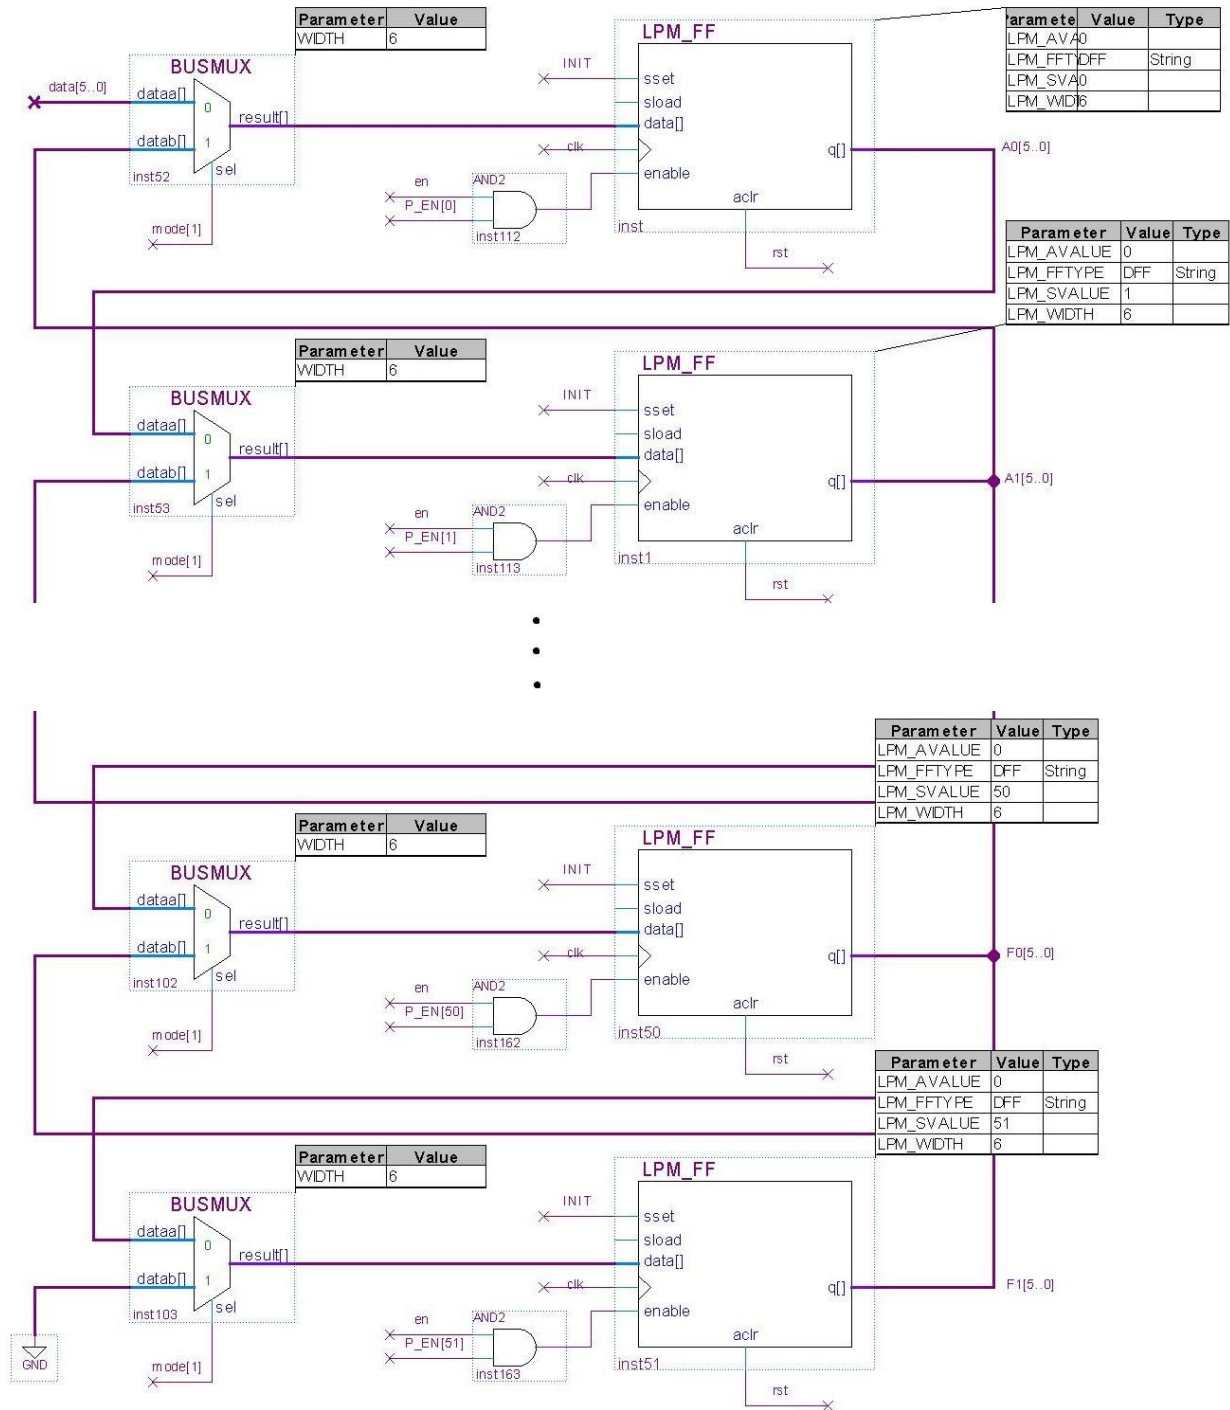 Parameter Value
WIDTH 6
BUSMUX
data[5..0]
dataa[]
0
result[]
datab[]
1
sel
inst52
mode[1]
LPM_FF
INIT
sset
sload
data[]
clk
q[]
enable
en
AND2
P_EN[0]
inst112
aclr
inst
rst
aramete Value Type
LPM_AVA 0
LPM_FFTY DFF String
LPM_SVA 0
LPM_WIDT 6
A0[5..0]
Parameter Value Type
LPM_AVALUE 0
LPM_FFTYPE DFF String
LPM_SVALUE 1
LPM_WIDTH 6
Parameter Value
WIDTH 6
BUSMUX
dataa[]
0
result[]
datab[]
1
sel
inst53
mode[1]
LPM_FF
INIT
sset
sload
data[]
clk
q[]
A1[5..0]
enable
en
AND2
P_EN[1]
inst113
aclr
inst1
rst
Parameter Value Type
LPM_AVALUE 0
LPM_FFTYPE DFF String
LPM_SVALUE 50
LPM_WIDTH 6
Parameter Value
WIDTH 6
BUSMUX
dataa[]
0
result[]
datab[]
1
sel
inst102
mode[1]
LPM_FF
INIT
sset
sload
data[]
clk
q[]
F0[5..0]
enable
en
AND2
P_EN[50]
inst162
aclr
inst50
rst
Parameter Value Type
LPM_AVALUE 0
LPM_FFTYPE DFF String
LPM_SVALUE 51
LPM_WIDTH 6
Parameter Value
WIDTH 6
BUSMUX
dataa[]
0
result[]
datab[]
1
sel
inst103
GND
mode[1]
LPM_FF
INIT
sset
sload
data[]
clk
q[]
F1[5..0]
enable
en
AND2
P_EN[51]
inst163
aclr
inst51
rst